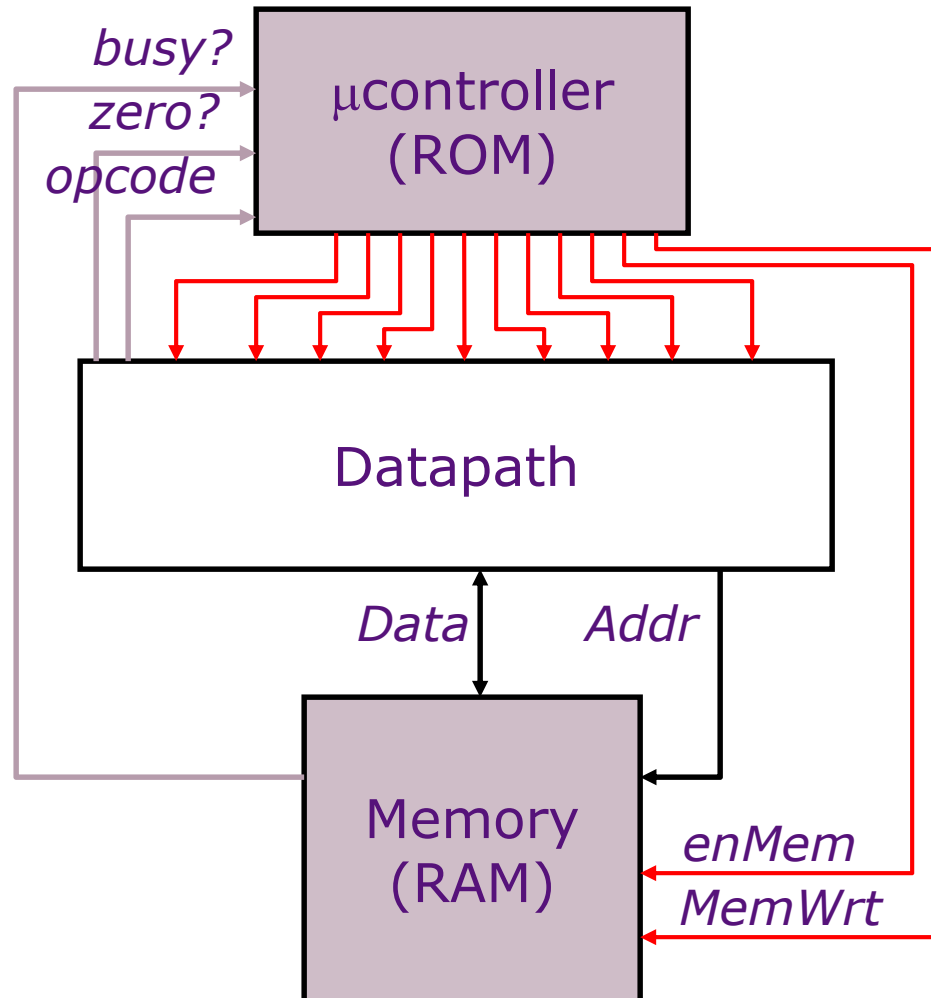 busy?
zero?
opcode
μcontroller
(ROM)
Datapath
Data
Addr
Memory
(RAM)
enMem
MemWrt